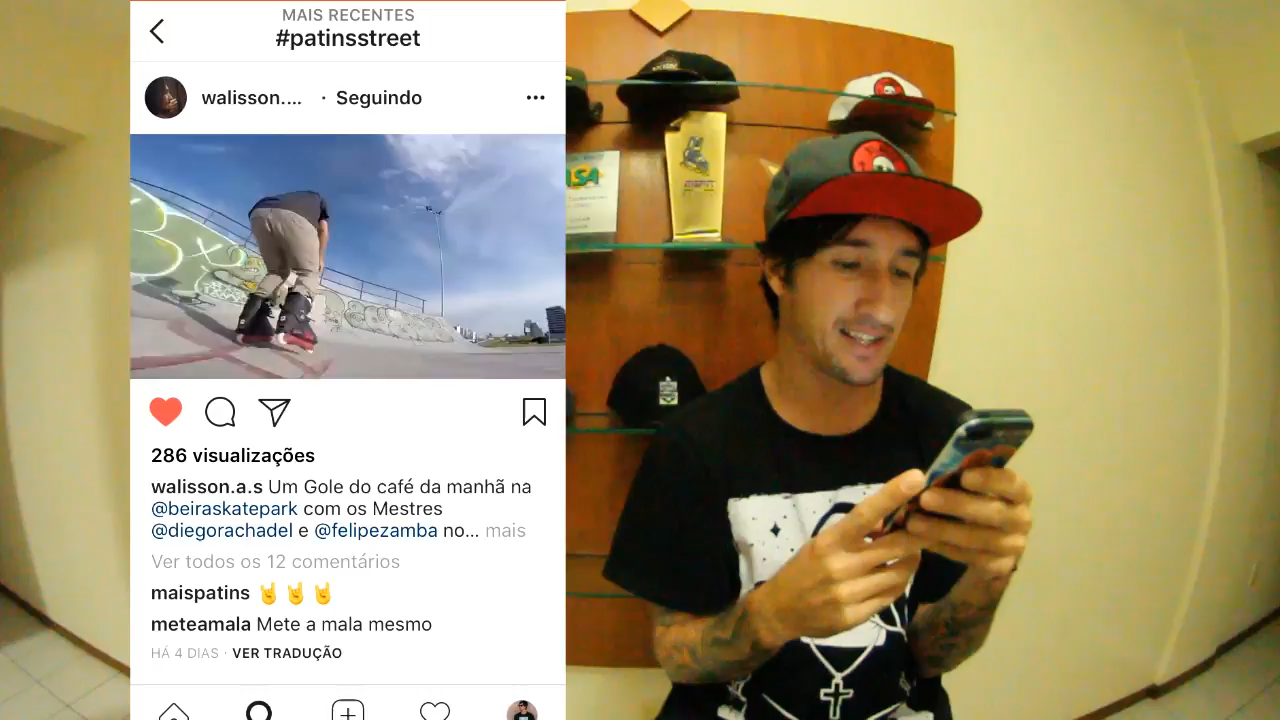 MAIS RECENTES
#patinsstreet
walisson.... · Seguindo
286 visualizações
walisson.a.s Um Gole do café da manhã na
@beiraskatepark com os Mestres
@diegorachadel e @felipezamba no... mais
Ver todos os 12 comentários
maispatins 🤘 🤘 🤘
meteamala Mete a mala mesmo
HÁ 4 DIAS · VER TRADUÇÃO